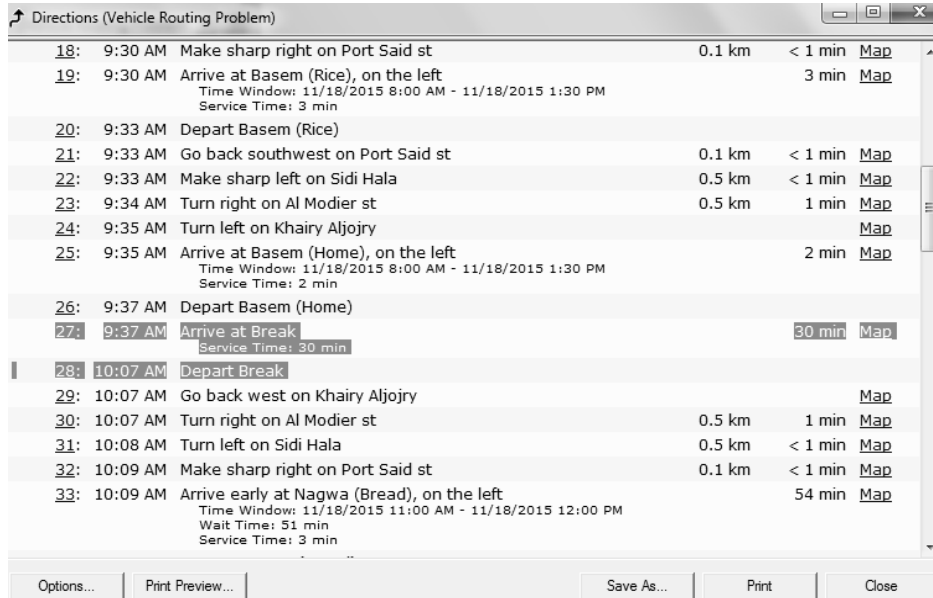 Directions (Vehicle Routing Problem)
18: 9:30 AM Make sharp right on Port Said st 0.1 km < 1 min Map
19: 9:30 AM Arrive at Basem (Rice), on the left 3 min Map
Time Window: 11/18/2015 8:00 AM - 11/18/2015 1:30 PM
Service Time: 3 min
20: 9:33 AM Depart Basem (Rice)
21: 9:33 AM Go back southwest on Port Said st 0.1 km < 1 min Map
22: 9:33 AM Make sharp left on Sidi Hala 0.5 km < 1 min Map
23: 9:34 AM Turn right on Al Modier st 0.5 km 1 min Map
24: 9:35 AM Turn left on Khairy Aljojry Map
25: 9:35 AM Arrive at Basem (Home), on the left 2 min Map
Time Window: 11/18/2015 8:00 AM - 11/18/2015 1:30 PM
Service Time: 2 min
26: 9:37 AM Depart Basem (Home)
27: 9:37 AM Arrive at Break 30 min Map
Service Time: 30 min
28: 10:07 AM Depart Break
29: 10:07 AM Go back west on Khairy Aljojry Map
30: 10:07 AM Turn right on Al Modier st 0.5 km 1 min Map
31: 10:08 AM Turn left on Sidi Hala 0.5 km < 1 min Map
32: 10:09 AM Make sharp right on Port Said st 0.1 km < 1 min Map
33: 10:09 AM Arrive early at Nagwa (Bread), on the left 54 min Map
Time Window: 11/18/2015 11:00 AM - 11/18/2015 12:00 PM
Wait Time: 51 min
Service Time: 3 min
Options... Print Preview... Save As... Print Close